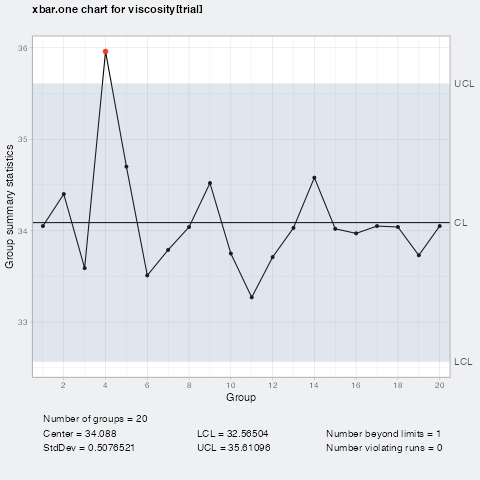 xbar.one chart for viscosity[trial]
36
UCL
35
Group summary statistics
34
CL
33
LCL
2 4 6 8 10 12 14 16 18 20
Group
Number of groups = 20
Center = 34.088 LCL = 32.56504 Number beyond limits = 1
StdDev = 0.5076521 UCL = 35.61096 Number violating runs = 0